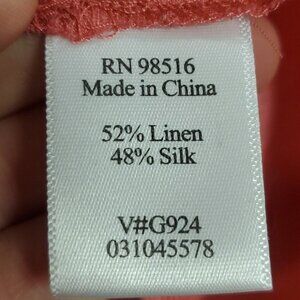 RN 98516
Made in China
52% Linen
48% Silk
V#G924
031045578